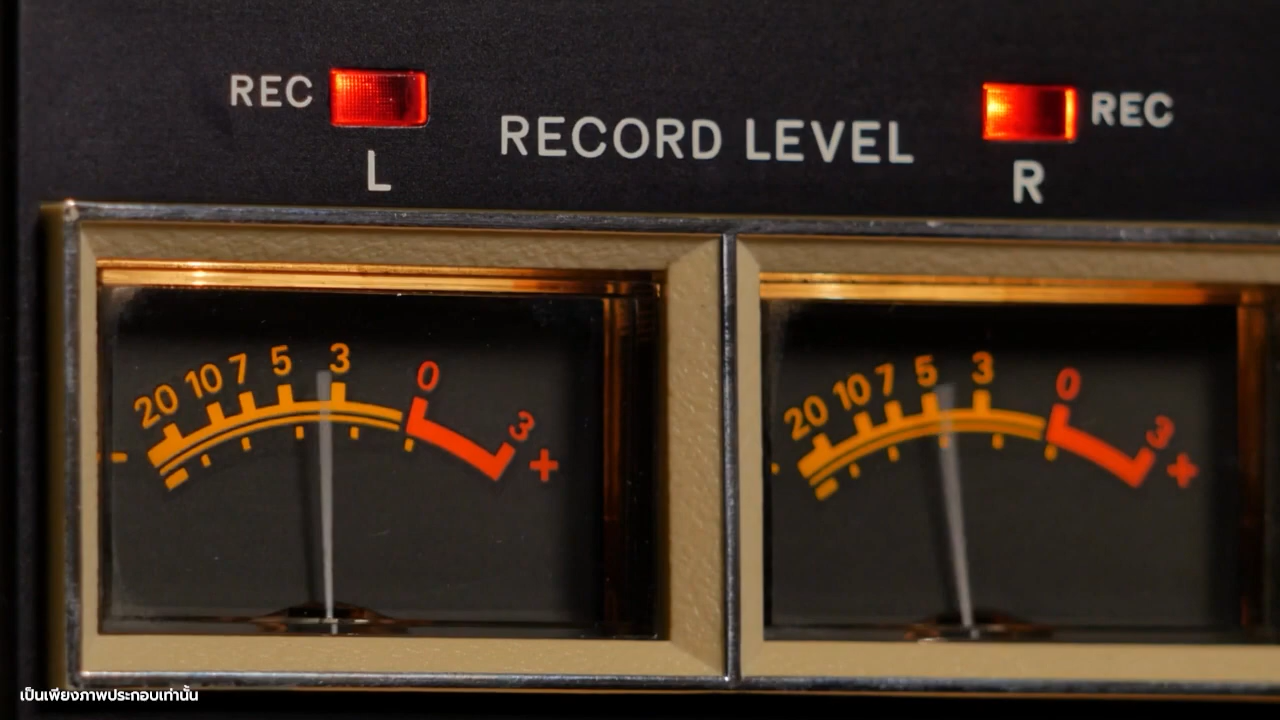 REC
RECORD LEVEL
REC
L
R
20 10 7 5 3 0 3 +
20 10 7 5 3 0 3 +
เป็นเพียงภาพประกอบเท่านั้น